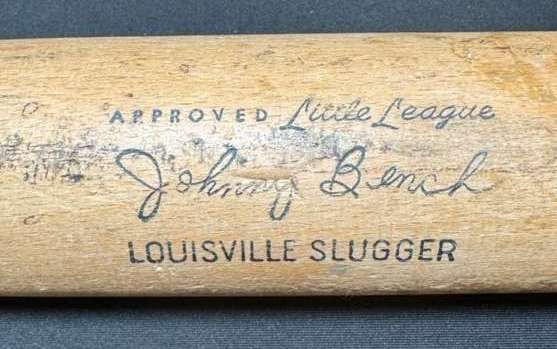 APPROVED Little League
Johnny Bench
LOUISVILLE SLUGGER